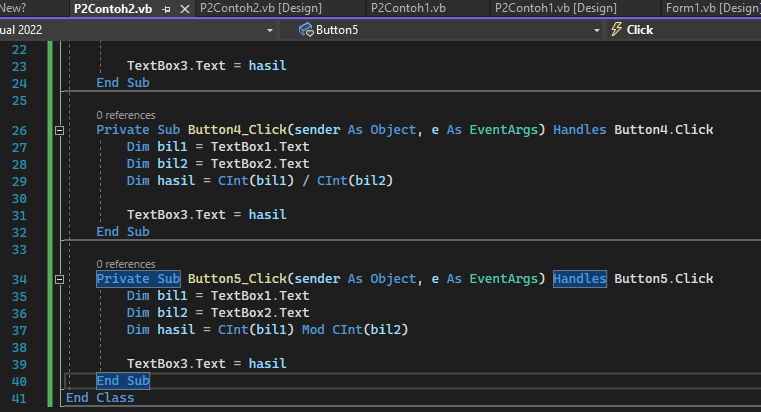 New? P2Contoh2.vb P2Contoh2.vb [Design] P2Contoh1.vb P2Contoh1.vb [Design] Form1.vb [Design]
ual 2022 Button5 Click
22
23 TextBox3.Text = hasil
24 End Sub
25
0 references
26 Private Sub Button4_Click(sender As Object, e As EventArgs) Handles Button4.Click
27 Dim bil1 = TextBox1.Text
28 Dim bil2 = TextBox2.Text
29 Dim hasil = CInt(bil1) / CInt(bil2)
30
31 TextBox3.Text = hasil
32 End Sub
33
0 references
34 Private Sub Button5_Click(sender As Object, e As EventArgs) Handles Button5.Click
35 Dim bil1 = TextBox1.Text
36 Dim bil2 = TextBox2.Text
37 Dim hasil = CInt(bil1) Mod CInt(bil2)
38
39 TextBox3.Text = hasil
40 End Sub
41 End Class